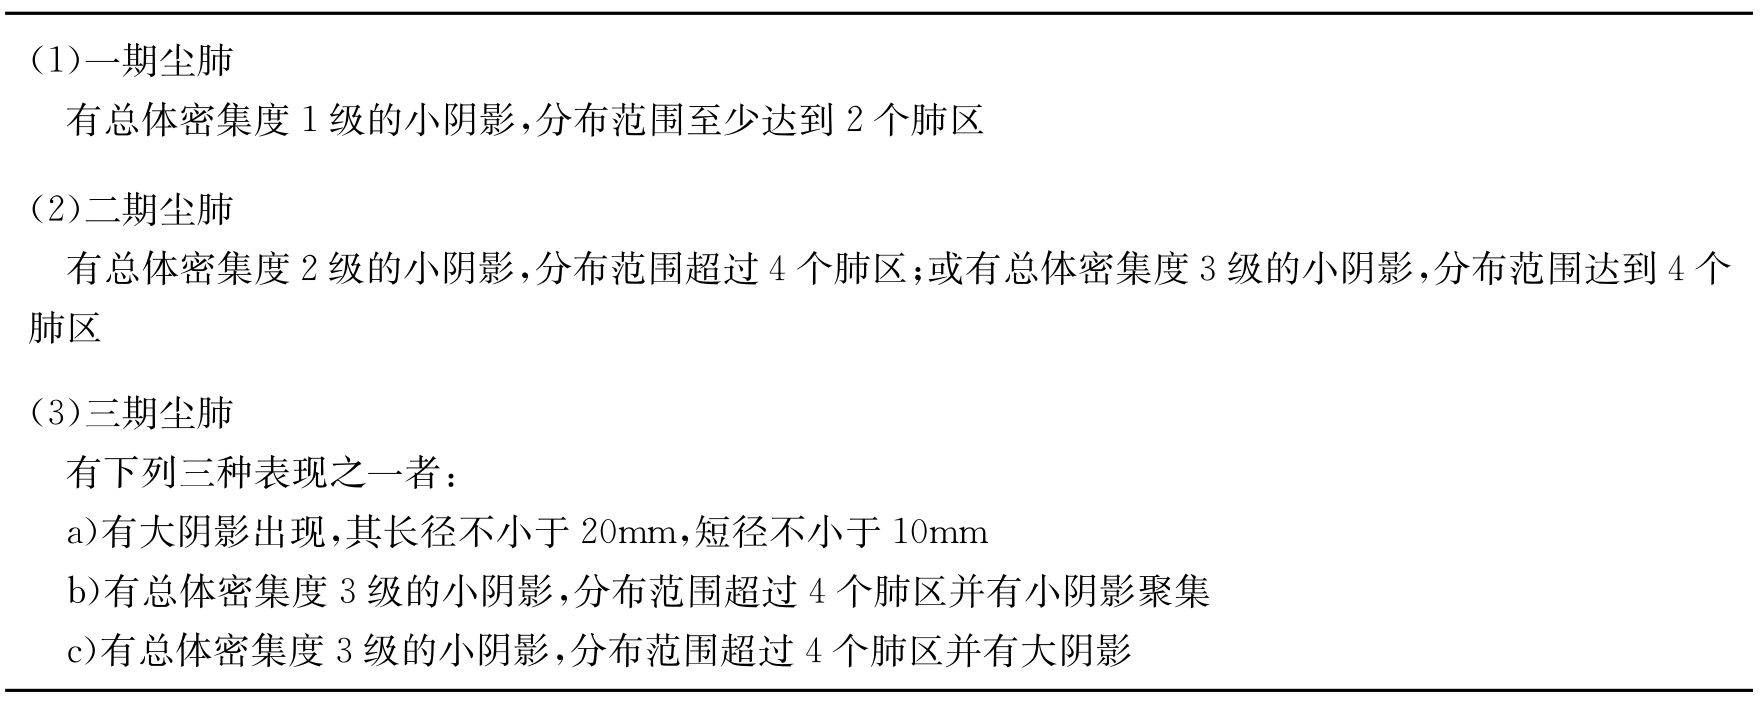 (1)一期尘肺
有总体密集度1级的小阴影,分布范围至少达到2个肺区
(2)二期尘肺
有总体密集度2级的小阴影,分布范围超过4个肺区;或有总体密集度3级的小阴影,分布范围达到4个
肺区
(3)三期尘肺
有下列三种表现之一者:
a)有大阴影出现,其长径不小于20mm,短径不小于10mm
b)有总体密集度3级的小阴影,分布范围超过4个肺区并有小阴影聚集
c)有总体密集度3级的小阴影,分布范围超过4个肺区并有大阴影